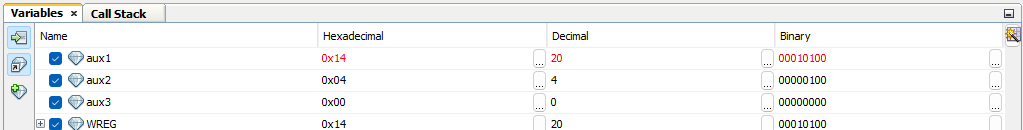 Variables × Call Stack
Name Hexadecimal Decimal Binary
aux1 0x14 ... 20 ... 00010100 ...
aux2 0x04 ... 4 ... 00000100 ...
aux3 0x00 ... 0 ... 00000000 ...
WREG 0x14 ... 20 ... 00010100 ...